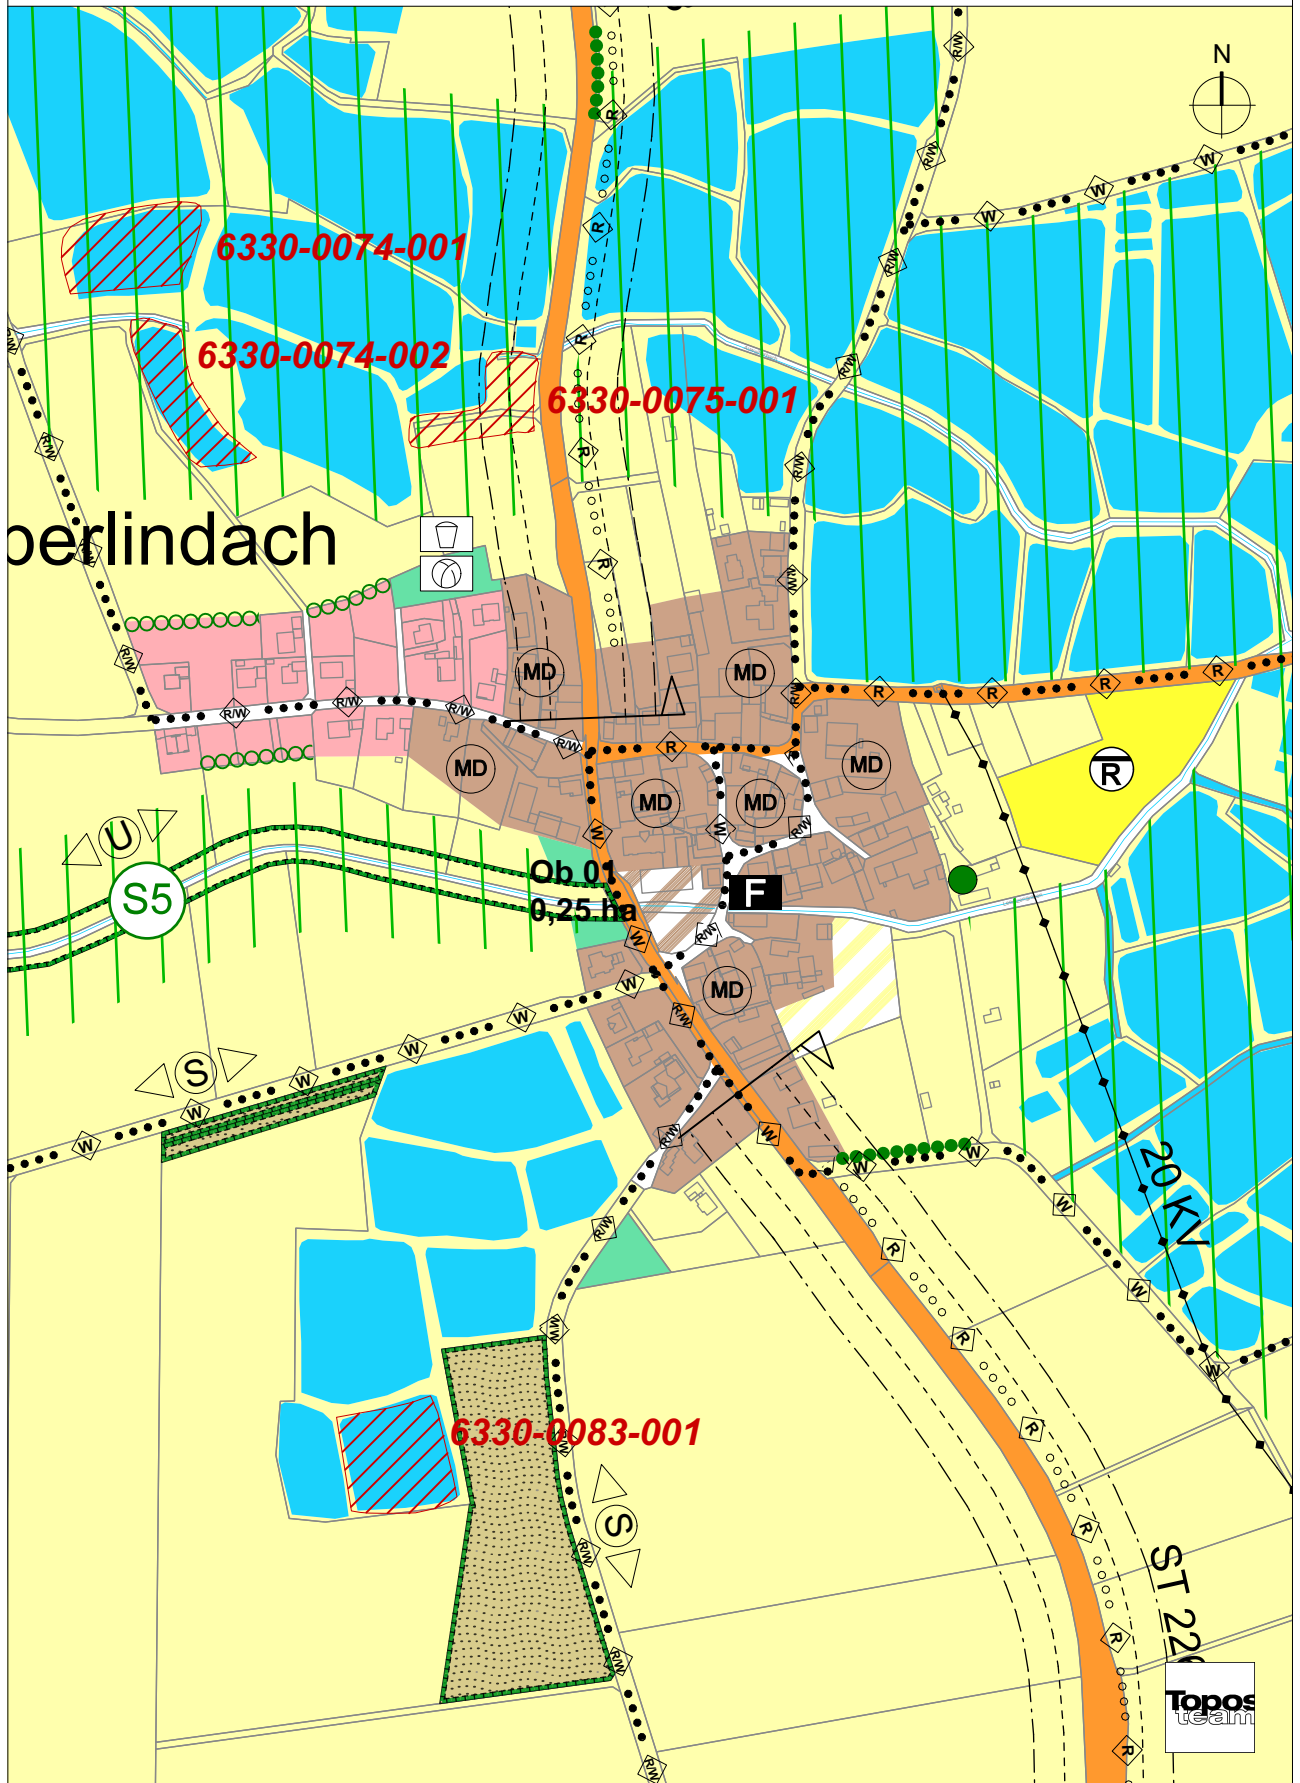 N
6330-0074-001
6330-0074-002
6330-0075-001
berlindach
MD
MD
MD
MD
MD
MD
R
U
S5
Ob 01
0,25 ha
F
MD
S
20 KV
6330-0083-001
S
ST 22
Topos
team
R/W
R
W